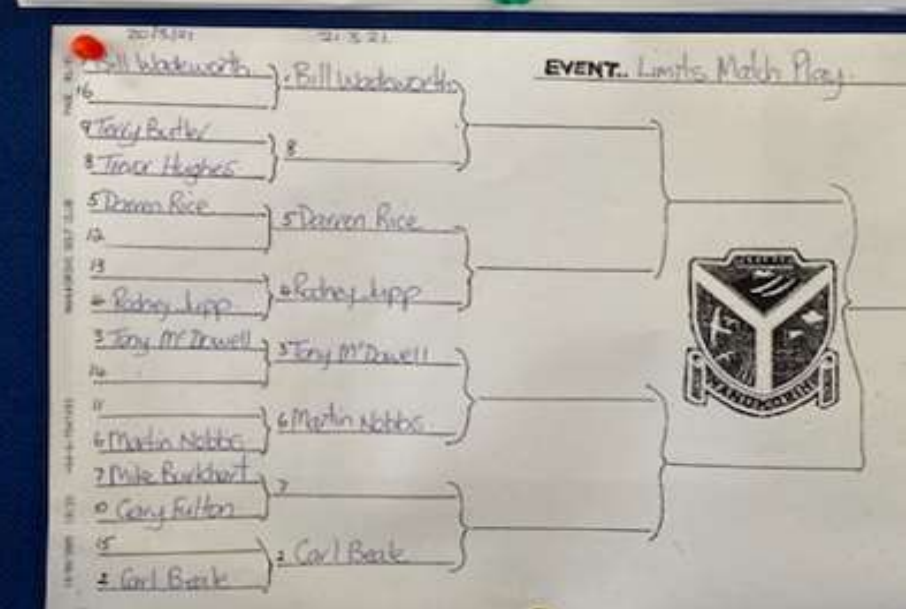 20/3/21 21.3.21
EVENT.. Limits Match Play
Bill Wadsworth
16
Bill Wadsworth
9 Terry Butler
8 Trevor Hughes
8
5 Darren Rice
12
5 Darren Rice
13
4 Rodney Jupp
4 Rodney Jupp
3 Tony McDowell
14
3 Tony McDowell
11
6 Martin Nobbs
6 Martin Nobbs
7 Mike Burkhart
10 Gary Fulton
7
15
2 Carl Beale
2 Carl Beale